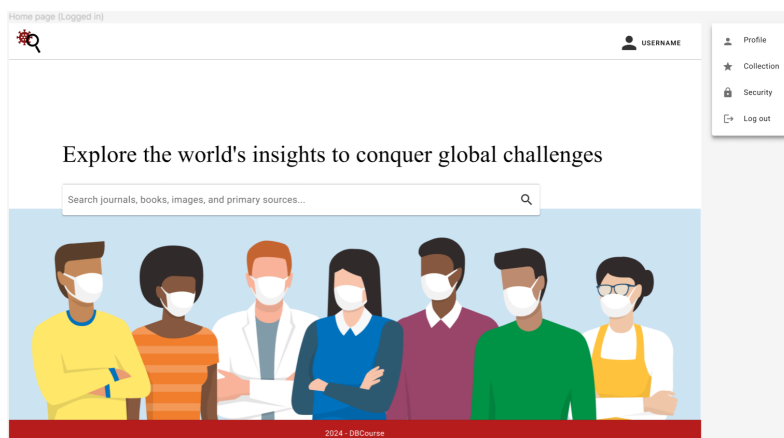 Home page (Logged in)
USERNAME
Profile
Collection
Security
Log out
Explore the world's insights to conquer global challenges
Search journals, books, images, and primary sources...
2024 - DBCourse